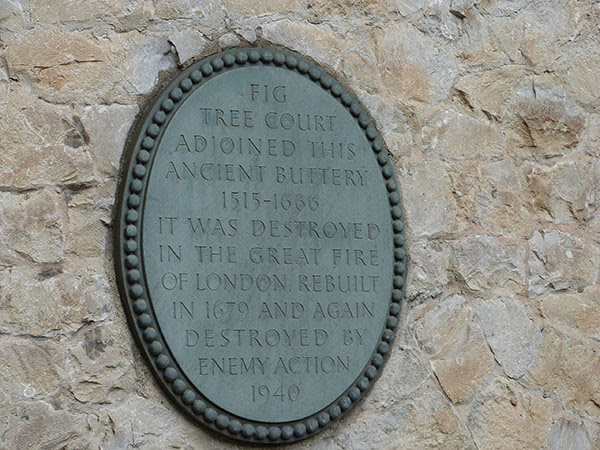 FIG
TREE COURT
ADJOINED THIS
ANCIENT BUTTERY
1515-1666
IT WAS DESTROYED
IN THE GREAT FIRE
OF LONDON. REBUILT
IN 1679 AND AGAIN
DESTROYED BY
ENEMY ACTION
1940